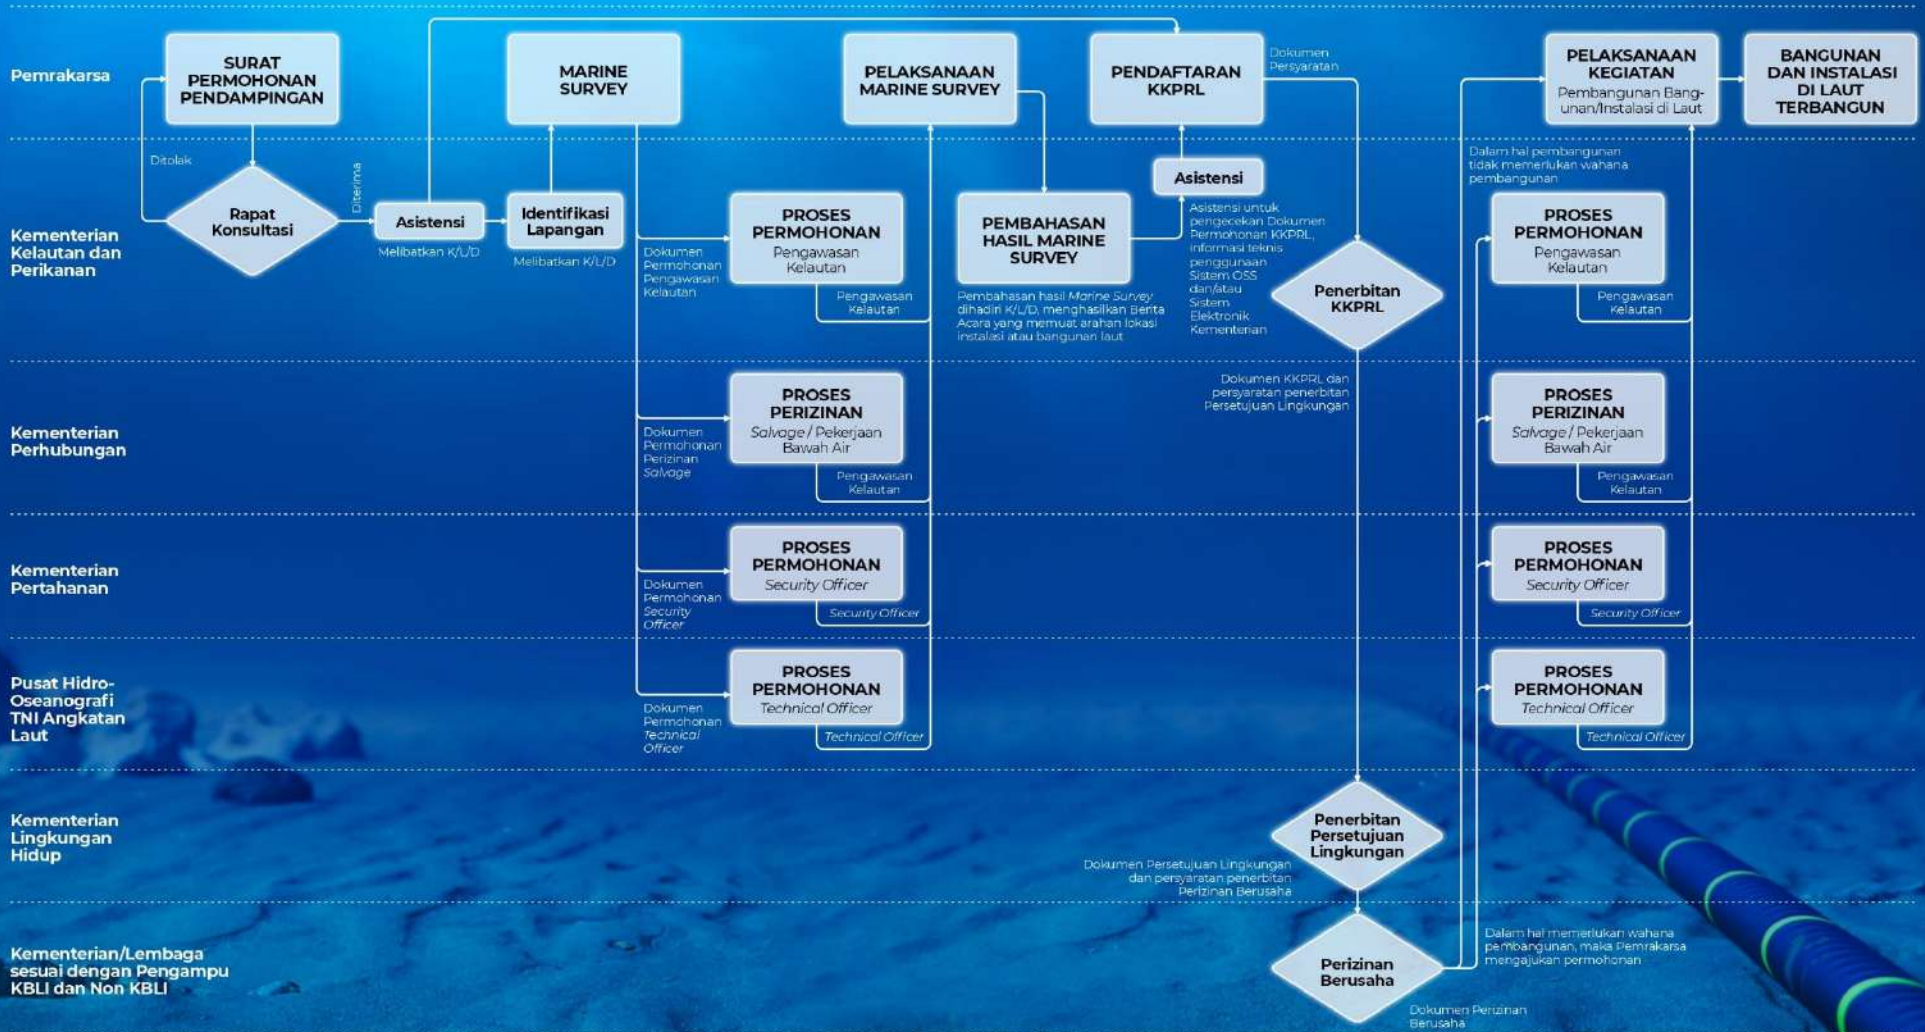 Pemrakarsa
SURAT
PERMOHONAN
PENDAMPINGAN
MARINE
SURVEY
PELAKSANAAN
MARINE SURVEY
PENDAFTARAN
KKPRL
Dokumen
Persyaratan
PELAKSANAAN
KEGIATAN
Pembangunan Bang-
unan/Instalasi di Laut
BANGUNAN
DAN INSTALASI
DI LAUT
TERBANGUN
Kementerian
Kelautan dan
Perikanan
Ditolak
Rapat
Konsultasi
Diterima
Asistensi
Melibatkan K/L/D
Identifikasi
Lapangan
Melibatkan K/L/D
Dokumen
Permohonan
Pengawasan
Kelautan
PROSES
PERMOHONAN
Pengawasan
Kelautan
Pengawasan
Kelautan
PEMBAHASAN
HASIL MARINE
SURVEY
Pembahasan hasil Marine Survey
dihadiri K/L/D, menghasilkan Berita
Acara yang memuat arahan lokasi
instalasi atau bangunan laut
Asistensi
Asistensi untuk
pengecekan Dokumen
Permohonan KKPRL,
informasi teknis
penggunaan
Sistem OSS
dan/atau
Sistem
Elektronik
Kementerian
Penerbitan
KKPRL
Dalam hal pembangunan
tidak memerlukan wahana
pembangunan
PROSES
PERMOHONAN
Pengawasan
Kelautan
Pengawasan
Kelautan
Kementerian
Perhubungan
Dokumen
Permohonan
Perizinan
Salvage
PROSES
PERIZINAN
Salvage / Pekerjaan
Bawah Air
Pengawasan
Kelautan
Dokumen KKPRL dan
persyaratan penerbitan
Persetujuan Lingkungan
PROSES
PERIZINAN
Salvage / Pekerjaan
Bawah Air
Pengawasan
Kelautan
Kementerian
Pertahanan
Dokumen
Permohonan
Security
Officer
PROSES
PERMOHONAN
Security Officer
Security Officer
PROSES
PERMOHONAN
Security Officer
Security Officer
Pusat Hidro-
Oseanografi
TNI Angkatan
Laut
Dokumen
Permohonan
Technical
Officer
PROSES
PERMOHONAN
Technical Officer
Technical Officer
PROSES
PERMOHONAN
Technical Officer
Technical Officer
Kementerian
Lingkungan
Hidup
Penerbitan
Persetujuan
Lingkungan
Dokumen Persetujuan Lingkungan
dan persyaratan penerbitan
Perizinan Berusaha
Kementerian/Lembaga
sesuai dengan Pengampu
KBLI dan Non KBLI
Perizinan
Berusaha
Dalam hal memerlukan wahana
pembangunan, maka Pemrakarsa
mengajukan permohonan
Dokumen Perizinan
Berusaha